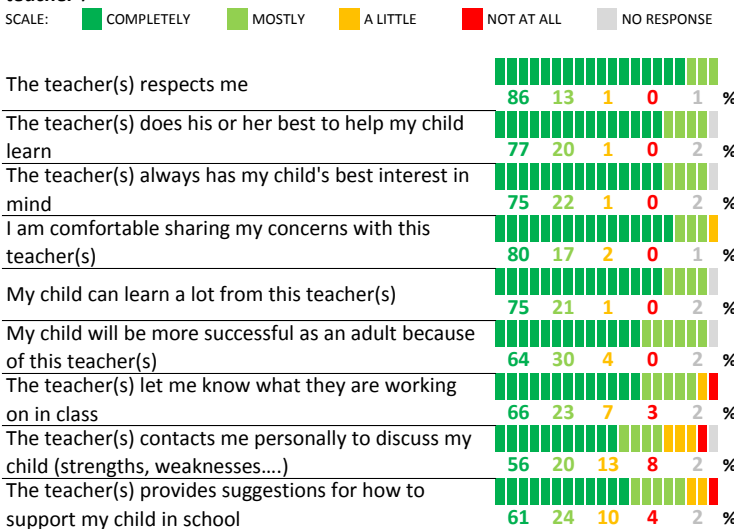 teacher?
SCALE: COMPLETELY MOSTLY A LITTLE NOT AT ALL NO RESPONSE
The teacher(s) respects me
86 13 1 0 1 %
The teacher(s) does his or her best to help my child
learn
77 20 1 0 2 %
The teacher(s) always has my child's best interest in
mind
75 22 1 0 2 %
I am comfortable sharing my concerns with this
teacher(s)
80 17 2 0 1 %
My child can learn a lot from this teacher(s)
75 21 1 0 2 %
My child will be more successful as an adult because
of this teacher(s)
64 30 4 0 2 %
The teacher(s) let me know what they are working
on in class
66 23 7 3 2 %
The teacher(s) contacts me personally to discuss my
child (strengths, weaknesses....)
56 20 13 8 2 %
The teacher(s) provides suggestions for how to
support my child in school
61 24 10 4 2 %